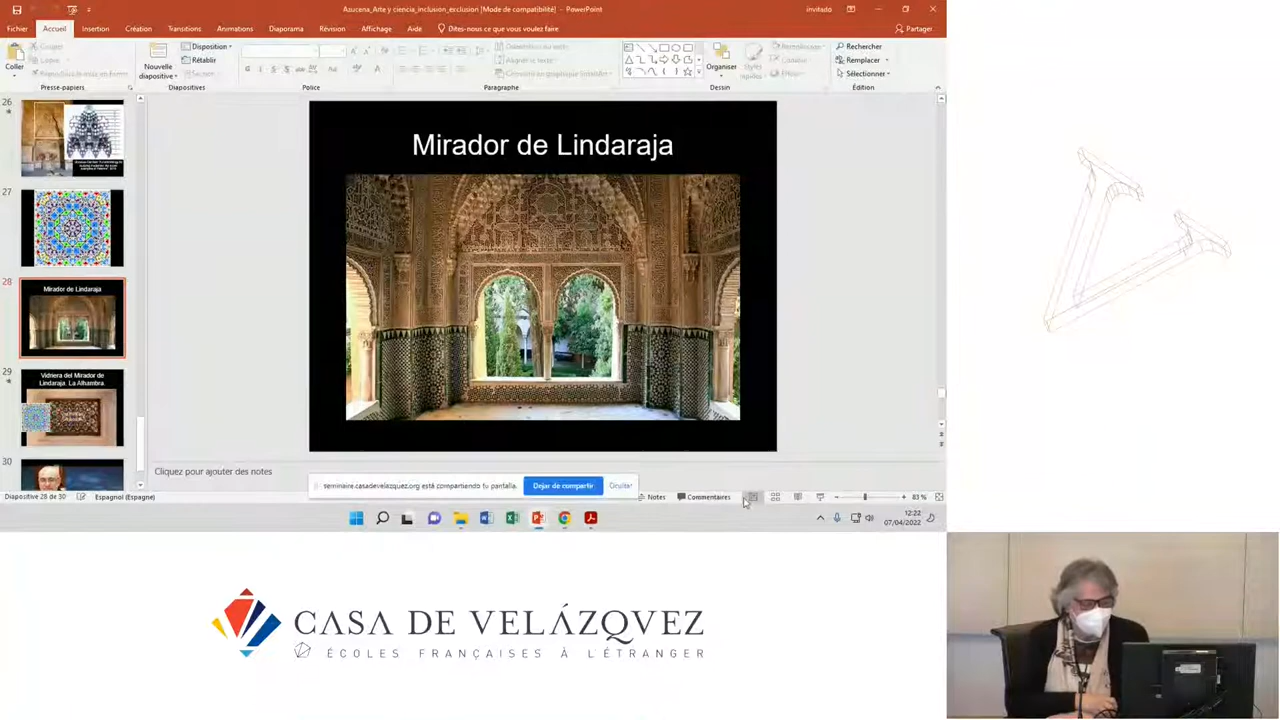 Azucena_Arte y ciencia_inclusion_exclusion [Mode de compatibilité] - PowerPoint
invitado
Fichier Accueil Insertion Création Transitions Animations Diaporama Révision Affichage Aide Dites-nous ce que vous voulez faire Partager
Coller
Couper
Nouvelle diapositive
Disposition
Rétablir
Organiser
Styles rapides
Rechercher
Remplacer
Sélectionner
Presse-papiers Diapositives Police Paragraphe Dessin Édition
26
27
28
Mirador de Lindaraja
29
Vidriera del Mirador de
Lindaraja. La Alhambra.
30
Mirador de Lindaraja
Cliquez pour ajouter des notes
seminaire.casadevelazquez.org está compartiendo tu pantalla. Dejar de compartir Ocultar
Diapositive 28 de 30 Espagnol (Espagne) Notes Commentaires 83 %
12:22
07/04/2022
CASA DE VELÁZQVEZ
ÉCOLES FRANÇAISES À L'ÉTRANGER